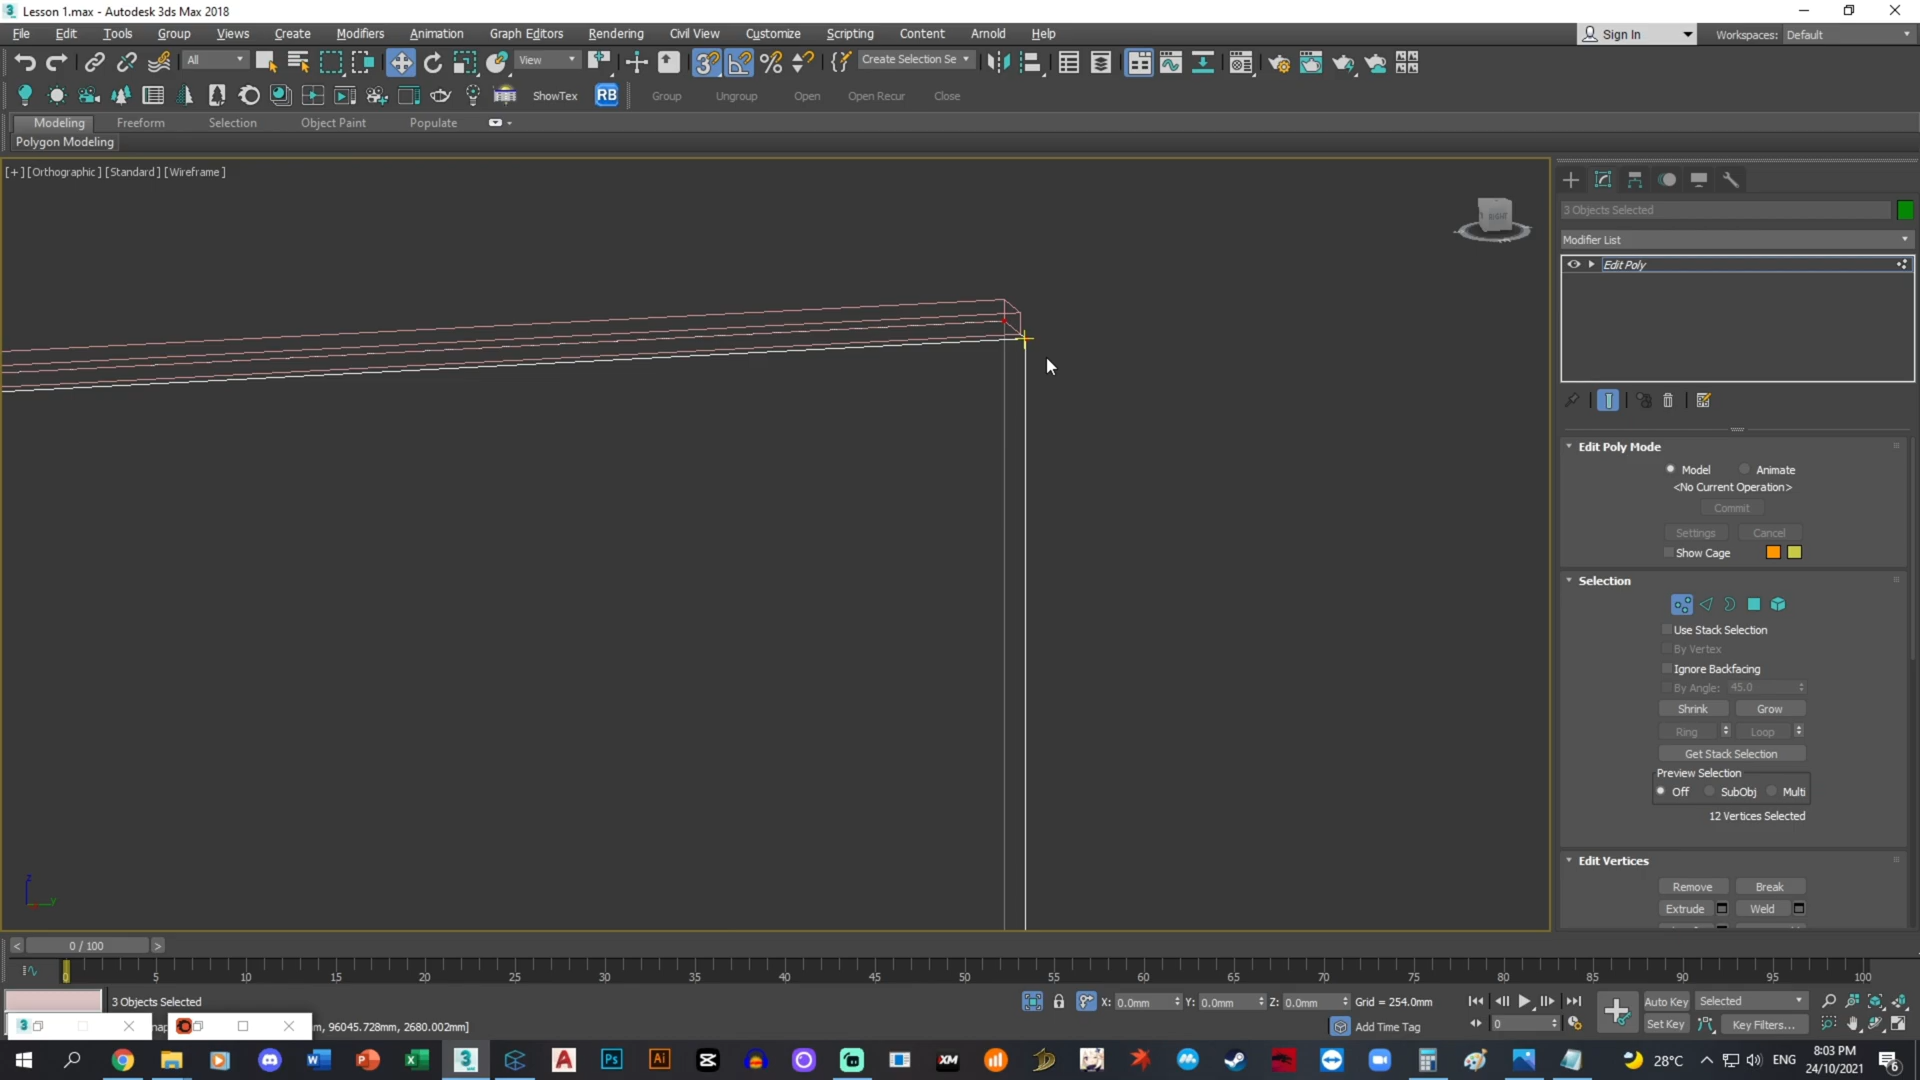 Lesson 1.max - Autodesk 3ds Max 2018
File Edit Tools Group Views Create Modifiers Animation Graph Editors Rendering Civil View Customize Scripting Content Arnold Help
Sign In Workspaces: Default
All View Create Selection Se
ShowTex RB Group Ungroup Open Open Recur Close
Modeling Freeform Selection Object Paint Populate
Polygon Modeling
[+] [Orthographic] [Standard] [Wireframe]
RIGHT
3 Objects Selected
Modifier List
Edit Poly
Edit Poly Mode
Model Animate
<No Current Operation>
Commit
Settings Cancel
Show Cage
Selection
Use Stack Selection
By Vertex
Ignore Backfacing
By Angle: 45.0
Shrink Grow
Ring Loop
Get Stack Selection
Preview Selection
Off SubObj Multi
12 Vertices Selected
Edit Vertices
Remove Break
Extrude Weld
z
y
< 0 / 100 >
0 5 10 15 20 25 30 35 40 45 50 55 60 65 70 75 80 85 90 95 100
3 Objects Selected X: 0.0mm Y: 0.0mm Z: 0.0mm Grid = 254.0mm Auto Key Selected
m, 96045.728mm, 2680.002mm] Add Time Tag 0 Set Key Key Filters...
28°C ENG 8:03 PM
24/10/2021
6